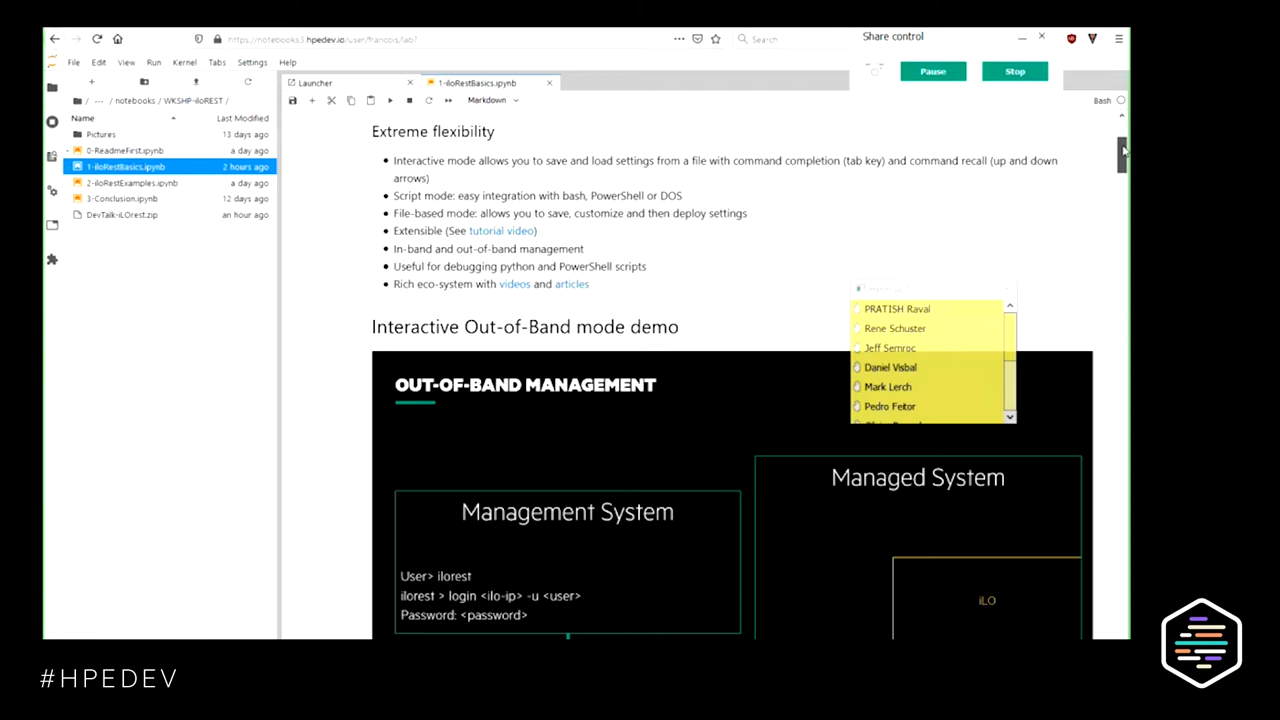 Share control
https://notebooks3.hpedev.io/user/francois/lab?
Search
Pause
Stop
File Edit View Run Kernel Tabs Settings Help
Launcher
1-iloRestBasics.ipynb
Markdown
Bash
/ ··· / notebooks / WKSHP-iloREST /
Name Last Modified
Pictures 13 days ago
0-ReadmeFirst.ipynb a day ago
1-iloRestBasics.ipynb 2 hours ago
2-iloRestExamples.ipynb a day ago
3-Conclusion.ipynb 12 days ago
DevTalk-iLOrest.zip an hour ago
Extreme flexibility
Interactive mode allows you to save and load settings from a file with command completion (tab key) and command recall (up and down
arrows)
Script mode: easy integration with bash, PowerShell or DOS
File-based mode: allows you to save, customize and then deploy settings
Extensible (See tutorial video)
In-band and out-of-band management
Useful for debugging python and PowerShell scripts
Rich eco-system with videos and articles
PRATISH Raval
Rene Schuster
Jeff Semroc
Daniel Visbal
Mark Lerch
Pedro Feitor
Interactive Out-of-Band mode demo
OUT-OF-BAND MANAGEMENT
Management System
User> ilorest
ilorest > login <ilo-ip> -u <user>
Password: <password>
Managed System
iLO
#HPEDEV